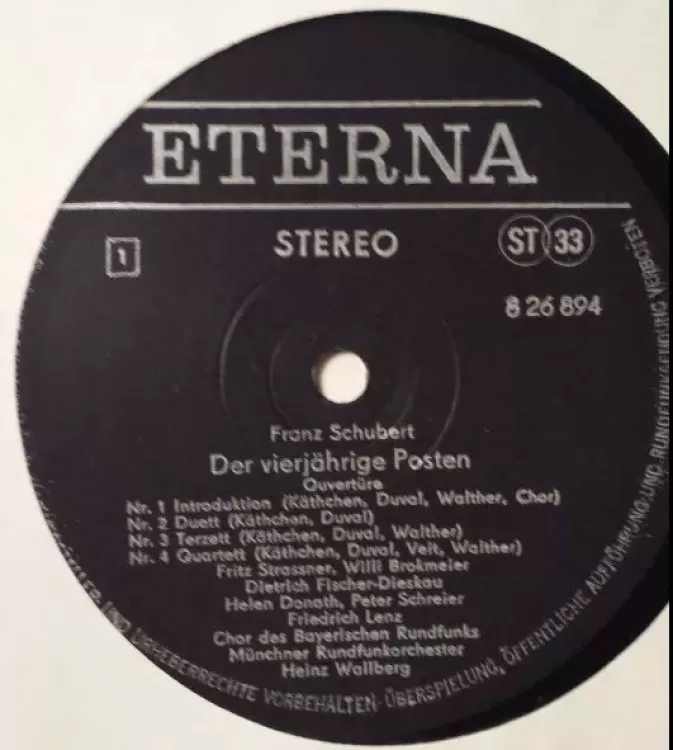 ETERNA
1
STEREO
ST 33
8 26 894
Franz Schubert
Der vierjährige Posten
Ouvertüre
Nr. 1 Introduktion (Käthchen, Duval, Walther, Chor)
Nr. 2 Duett (Käthchen, Duval)
Nr. 3 Terzett (Käthchen, Duval, Walther)
Nr. 4 Quartett (Käthchen, Duval, Veit, Walther)
Fritz Strassner, Willi Brokmeier
Dietrich Fischer-Dieskau
Helen Donath, Peter Schreier
Friedrich Lenz
Chor des Bayerischen Rundfunks
Münchner Rundfunkorchester
Heinz Wallberg
UND URHEBERRECHTE VORBEHALTEN · ÜBERSPIELUNG, ÖFFENTLICHE AUFFÜHRUNG UND RUNDFUNKSENDUNG VERBOTEN